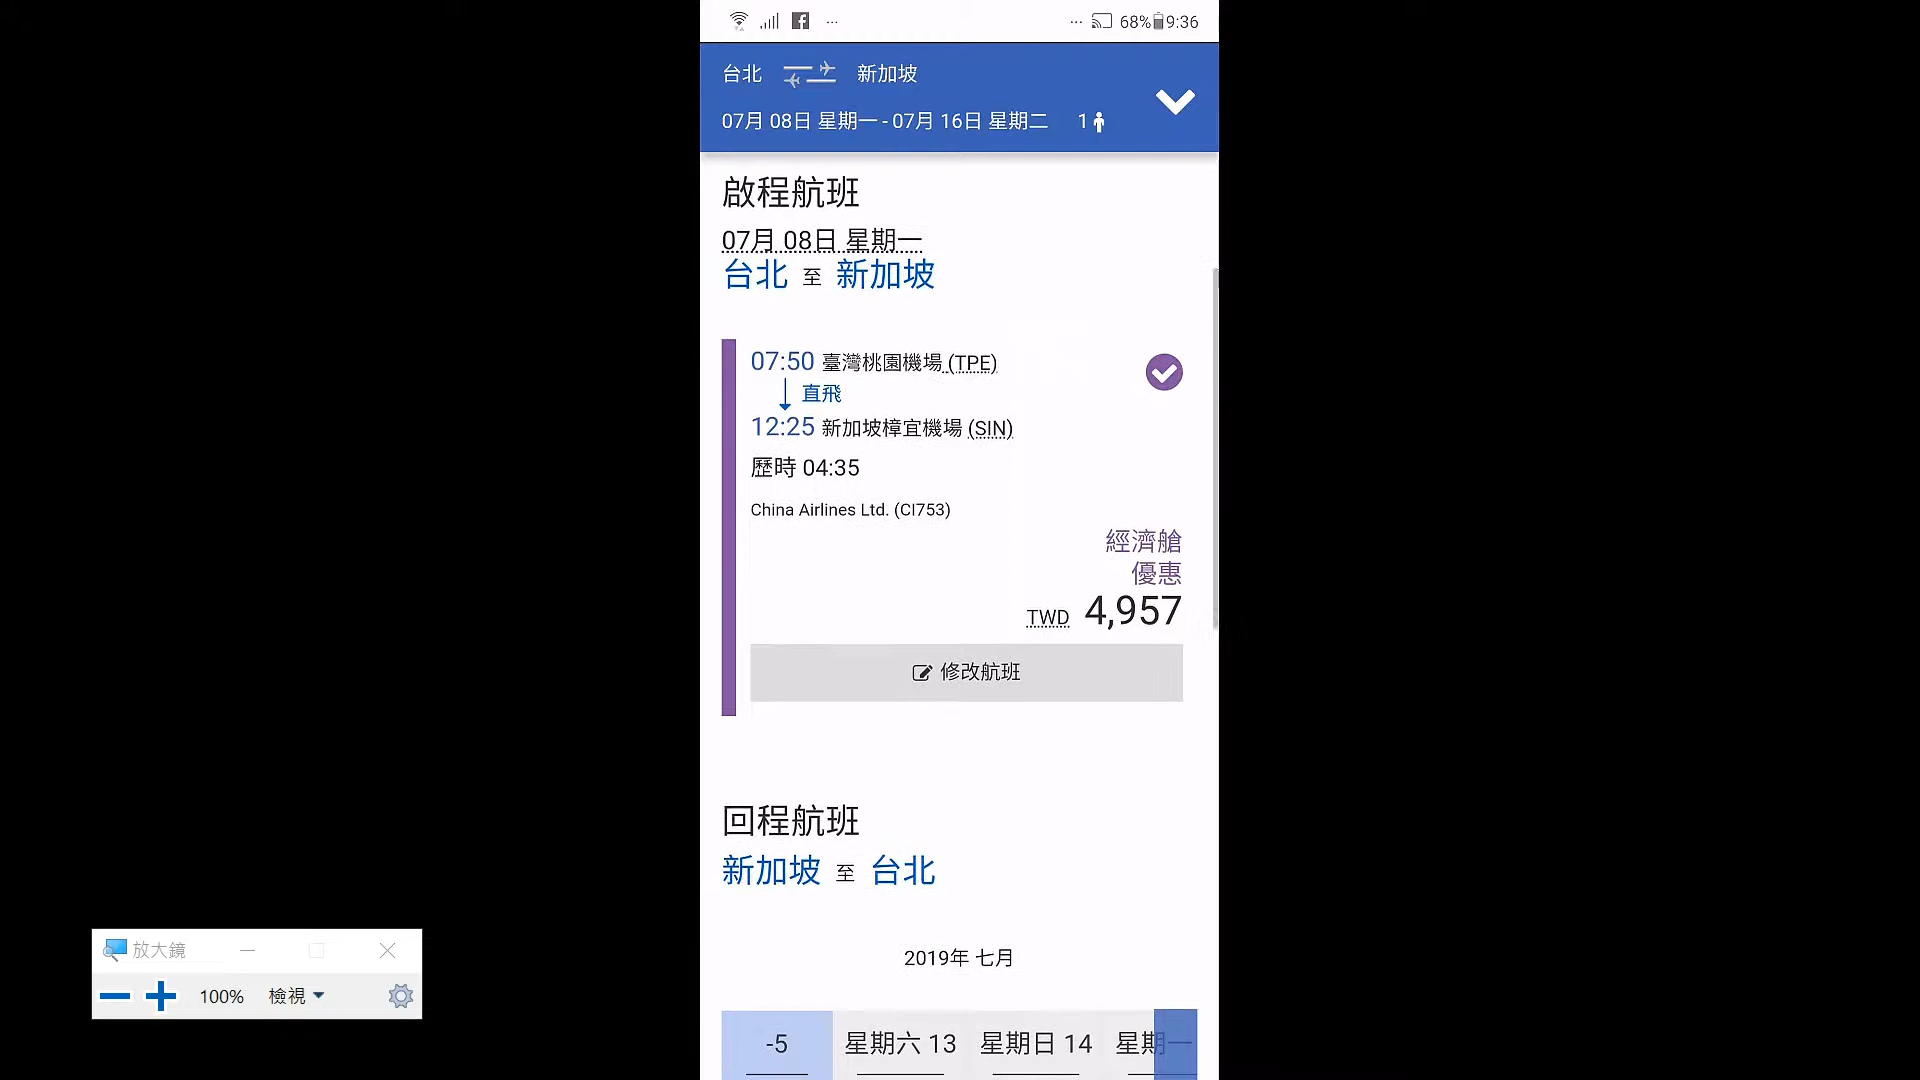 68% 9:36
台北 新加坡
07月 08日 星期一 - 07月 16日 星期二 1
啟程航班
07月 08日 星期一
台北 至 新加坡
07:50 臺灣桃園機場 (TPE)
直飛
12:25 新加坡樟宜機場 (SIN)
歷時 04:35
China Airlines Ltd. (CI753)
經濟艙
優惠
TWD 4,957
修改航班
回程航班
新加坡 至 台北
2019年 七月
-5 星期六 13 星期日 14 星期一
放大鏡
100% 檢視